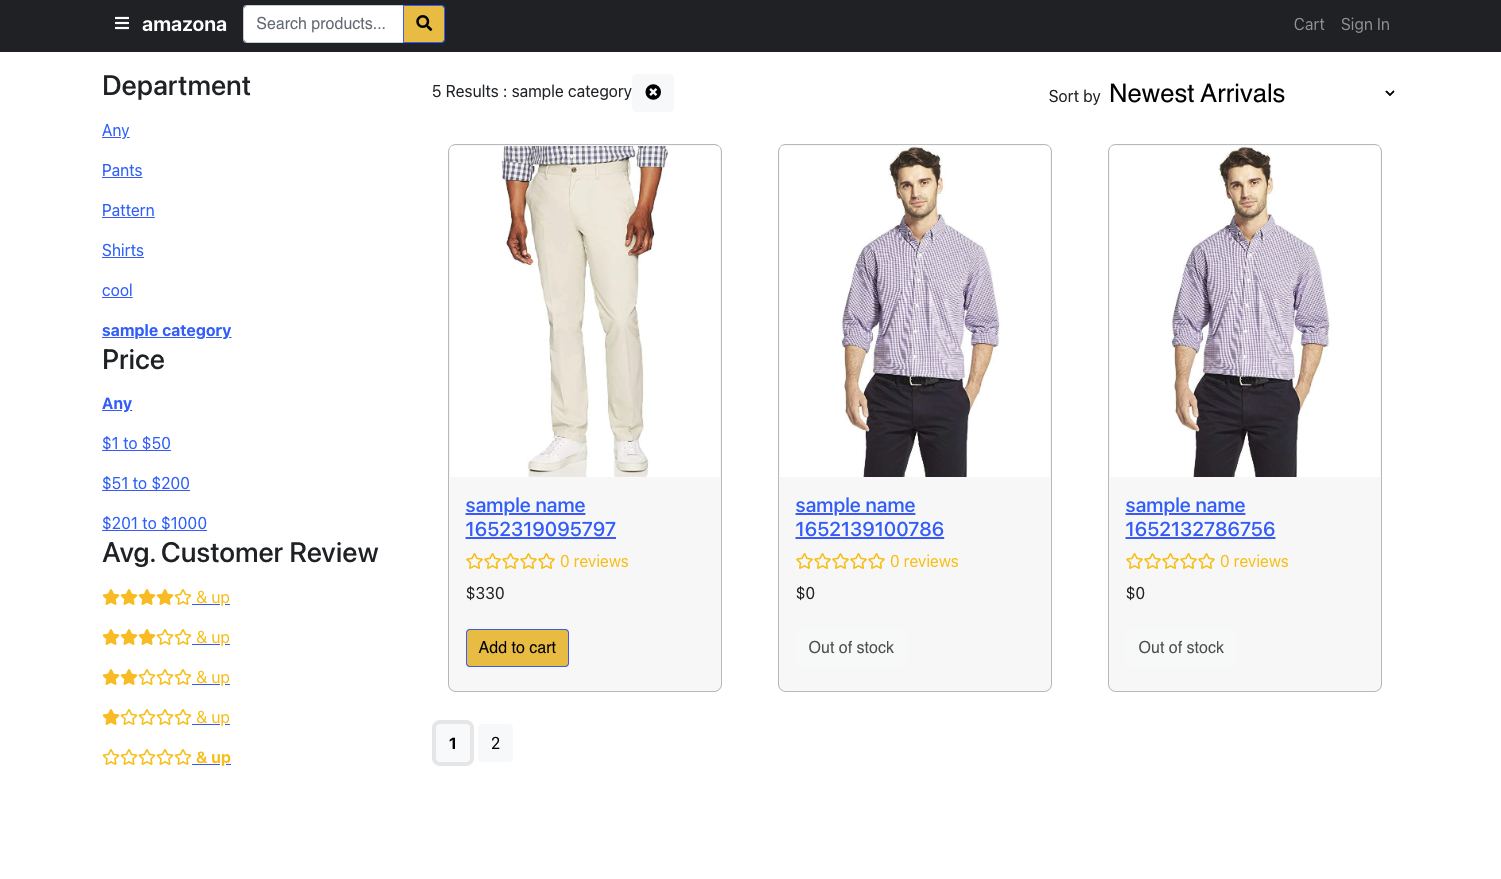 amazona
Search products...
Cart
Sign In
Department
Any
Pants
Pattern
Shirts
cool
sample category
Price
Any
$1 to $50
$51 to $200
$201 to $1000
Avg. Customer Review
& up
& up
& up
& up
& up
5 Results : sample category
Sort by Newest Arrivals
sample name
1652319095797
0 reviews
$330
Add to cart
sample name
1652139100786
0 reviews
$0
Out of stock
sample name
1652132786756
0 reviews
$0
Out of stock
1 2